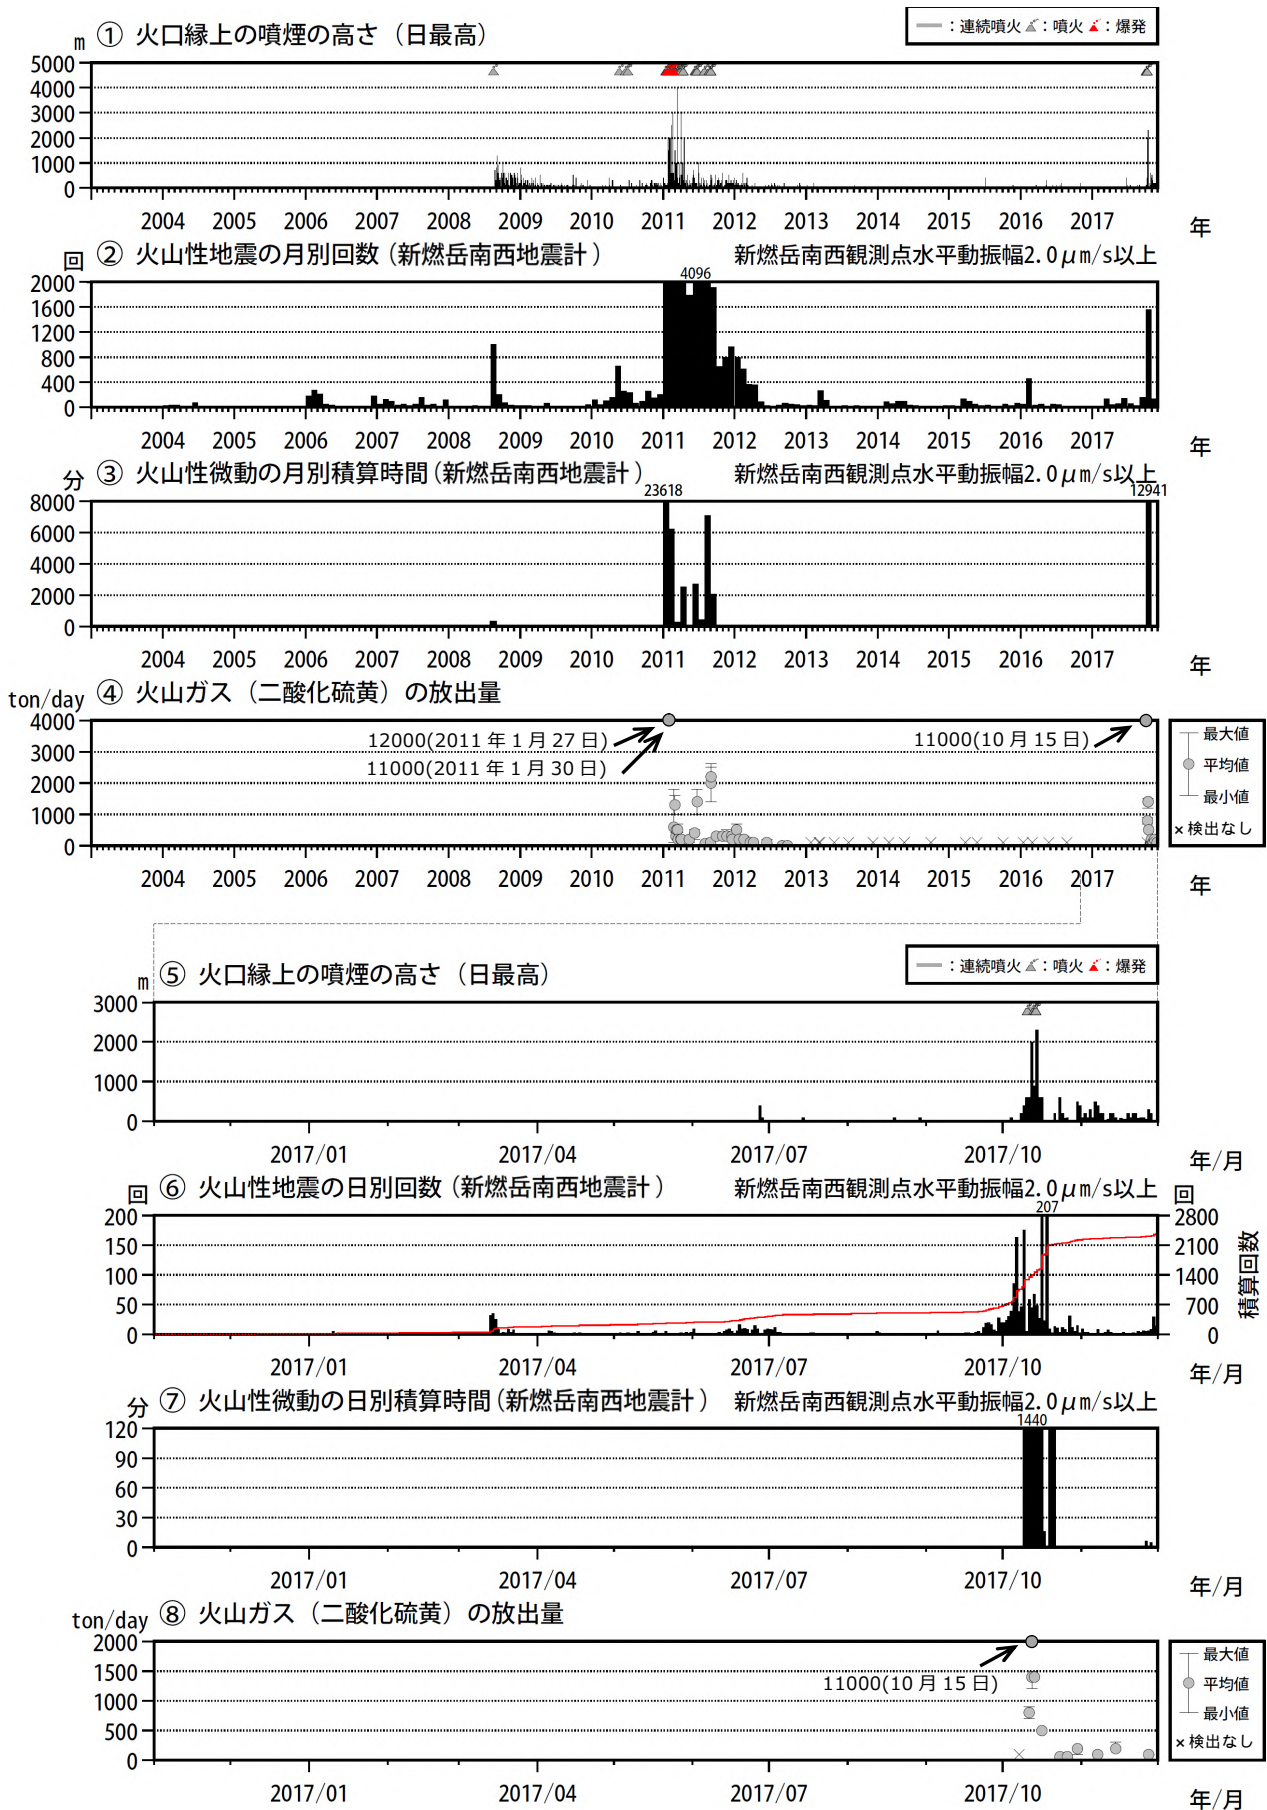 ① 火口縁上の噴煙の高さ（日最高）
：連続噴火 ：噴火 ：爆発
m
5000
4000
3000
2000
1000
0
2004 2005 2006 2007 2008 2009 2010 2011 2012 2013 2014 2015 2016 2017 年
回 ② 火山性地震の月別回数（新燃岳南西地震計） 新燃岳南西観測点水平動振幅2.0μm/s以上
4096
2000
1600
1200
800
400
0
2004 2005 2006 2007 2008 2009 2010 2011 2012 2013 2014 2015 2016 2017 年
分 ③ 火山性微動の月別積算時間（新燃岳南西地震計） 新燃岳南西観測点水平動振幅2.0μm/s以上
23618 12941
8000
6000
4000
2000
0
2004 2005 2006 2007 2008 2009 2010 2011 2012 2013 2014 2015 2016 2017 年
ton/day ④ 火山ガス（二酸化硫黄）の放出量
4000
3000
2000
1000
0
12000(2011年1月27日)
11000(2011年1月30日)
11000(10月15日)
最大値
平均値
最小値
×検出なし
2004 2005 2006 2007 2008 2009 2010 2011 2012 2013 2014 2015 2016 2017 年
m ⑤ 火口縁上の噴煙の高さ（日最高）
：連続噴火 ：噴火 ：爆発
3000
2000
1000
0
2017/01 2017/04 2017/07 2017/10 年/月
回 ⑥ 火山性地震の日別回数（新燃岳南西地震計） 新燃岳南西観測点水平動振幅2.0μm/s以上 回
207
200 2800
150 2100
100 1400
50 700
0 0
積算回数
2017/01 2017/04 2017/07 2017/10 年/月
分 ⑦ 火山性微動の日別積算時間（新燃岳南西地震計） 新燃岳南西観測点水平動振幅2.0μm/s以上
1440
120
90
60
30
0
2017/01 2017/04 2017/07 2017/10 年/月
ton/day ⑧ 火山ガス（二酸化硫黄）の放出量
2000
1500
1000
500
0
11000(10月15日)
最大値
平均値
最小値
×検出なし
2017/01 2017/04 2017/07 2017/10 年/月